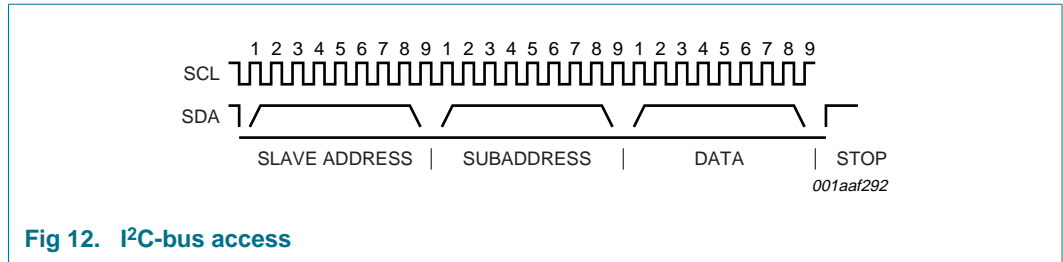 1 2 3 4 5 6 7 8 9 1 2 3 4 5 6 7 8 9 1 2 3 4 5 6 7 8 9
SCL
SDA
SLAVE ADDRESS | SUBADDRESS | DATA | STOP
001aaf292
Fig 12. I²C-bus access